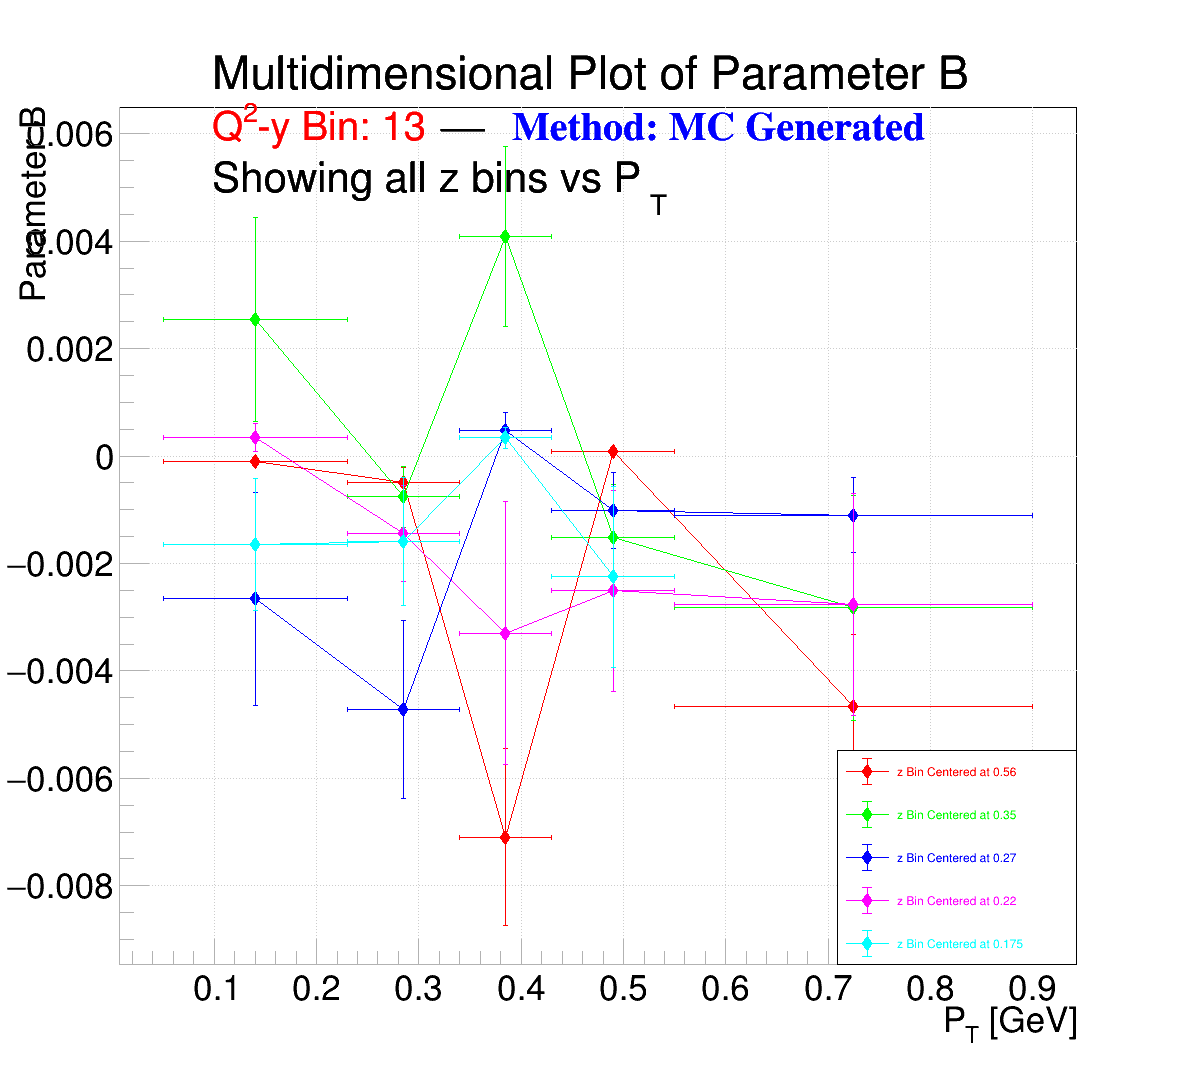 Multidimensional Plot of Parameter B
Q²-y Bin: 13 — Method: MC Generated
Showing all z bins vs P_T
Parameter B
0.006
0.004
0.002
0
−0.002
−0.004
−0.006
−0.008
z Bin Centered at 0.56
z Bin Centered at 0.35
z Bin Centered at 0.27
z Bin Centered at 0.22
z Bin Centered at 0.175
0.1 0.2 0.3 0.4 0.5 0.6 0.7 0.8 0.9
P_T [GeV]